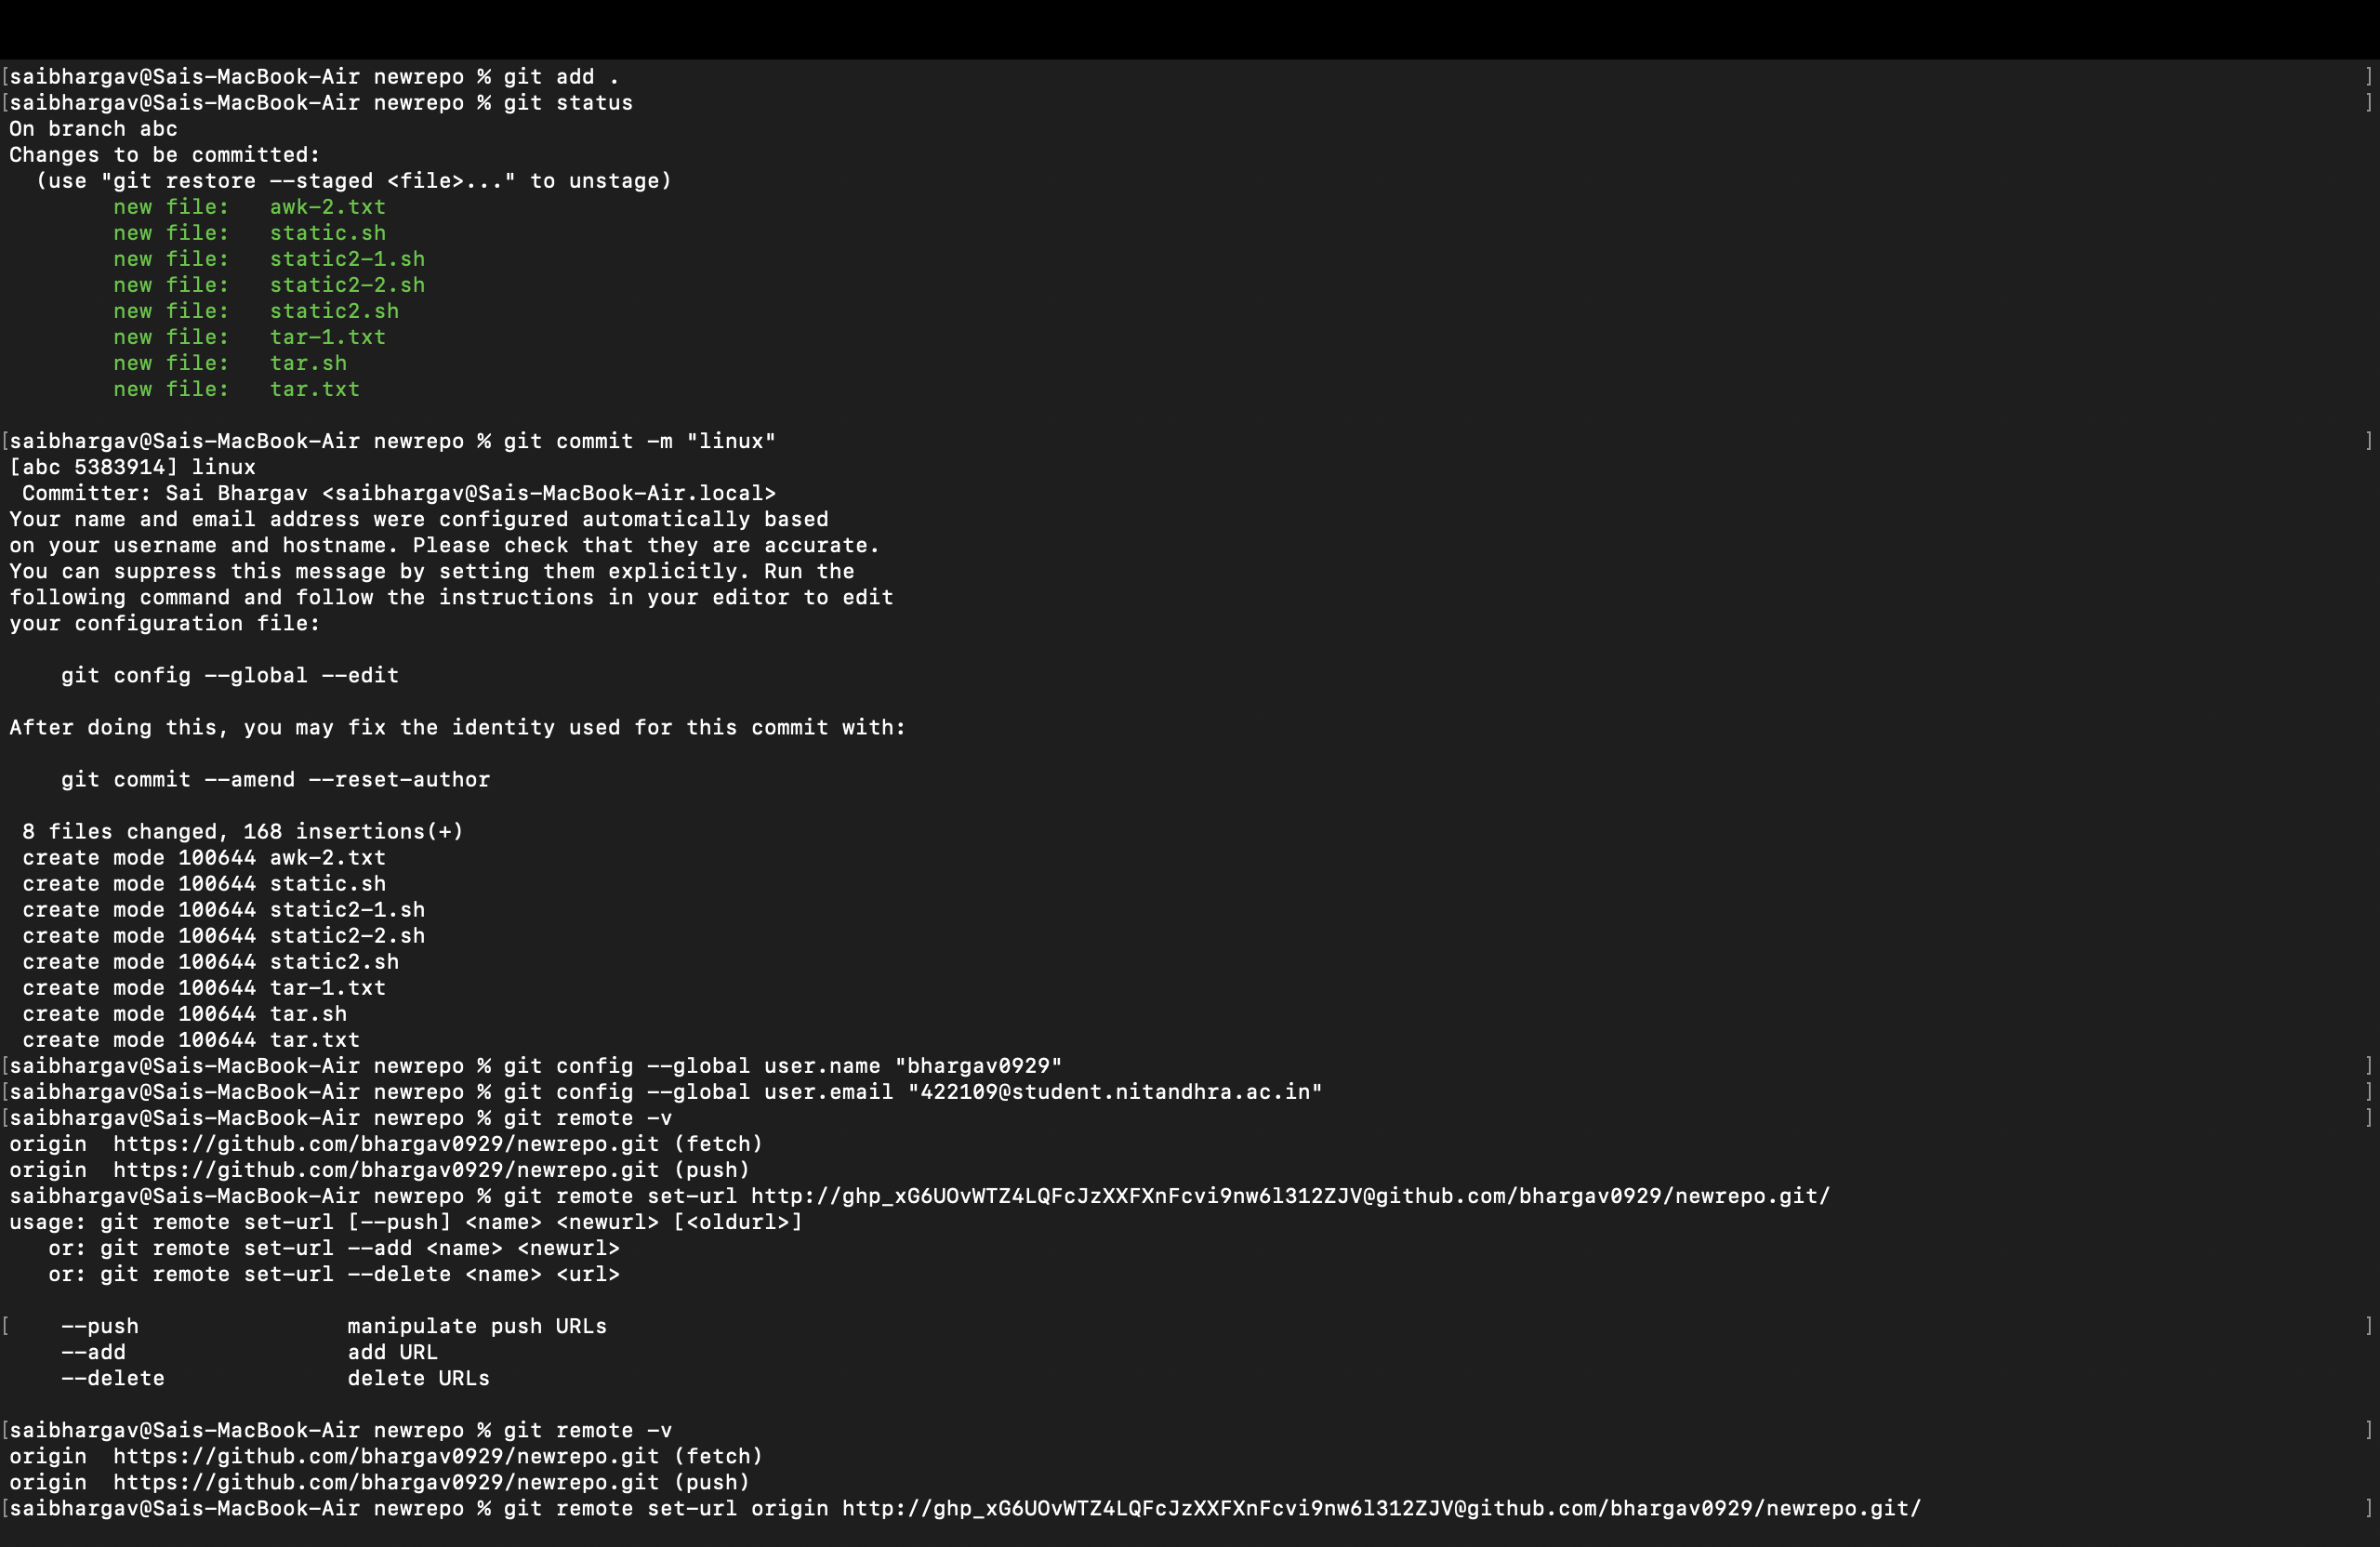 [saibhargav@Sais-MacBook-Air newrepo % git add . ]
[saibhargav@Sais-MacBook-Air newrepo % git status ]
On branch abc
Changes to be committed:
  (use "git restore --staged <file>..." to unstage)
        new file:   awk-2.txt
        new file:   static.sh
        new file:   static2-1.sh
        new file:   static2-2.sh
        new file:   static2.sh
        new file:   tar-1.txt
        new file:   tar.sh
        new file:   tar.txt
[saibhargav@Sais-MacBook-Air newrepo % git commit -m "linux" ]
[abc 5383914] linux
 Committer: Sai Bhargav <saibhargav@Sais-MacBook-Air.local>
Your name and email address were configured automatically based
on your username and hostname. Please check that they are accurate.
You can suppress this message by setting them explicitly. Run the
following command and follow the instructions in your editor to edit
your configuration file:
    git config --global --edit
After doing this, you may fix the identity used for this commit with:
    git commit --amend --reset-author
 8 files changed, 168 insertions(+)
 create mode 100644 awk-2.txt
 create mode 100644 static.sh
 create mode 100644 static2-1.sh
 create mode 100644 static2-2.sh
 create mode 100644 static2.sh
 create mode 100644 tar-1.txt
 create mode 100644 tar.sh
 create mode 100644 tar.txt
[saibhargav@Sais-MacBook-Air newrepo % git config --global user.name "bhargav0929" ]
[saibhargav@Sais-MacBook-Air newrepo % git config --global user.email "422109@student.nitandhra.ac.in" ]
[saibhargav@Sais-MacBook-Air newrepo % git remote -v ]
origin  https://github.com/bhargav0929/newrepo.git (fetch)
origin  https://github.com/bhargav0929/newrepo.git (push)
saibhargav@Sais-MacBook-Air newrepo % git remote set-url http://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@github.com/bhargav0929/newrepo.git/
usage: git remote set-url [--push] <name> <newurl> [<oldurl>]
   or: git remote set-url --add <name> <newurl>
   or: git remote set-url --delete <name> <url>
[    --push                manipulate push URLs ]
    --add                 add URL
    --delete              delete URLs
[saibhargav@Sais-MacBook-Air newrepo % git remote -v ]
origin  https://github.com/bhargav0929/newrepo.git (fetch)
origin  https://github.com/bhargav0929/newrepo.git (push)
[saibhargav@Sais-MacBook-Air newrepo % git remote set-url origin http://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@github.com/bhargav0929/newrepo.git/ ]